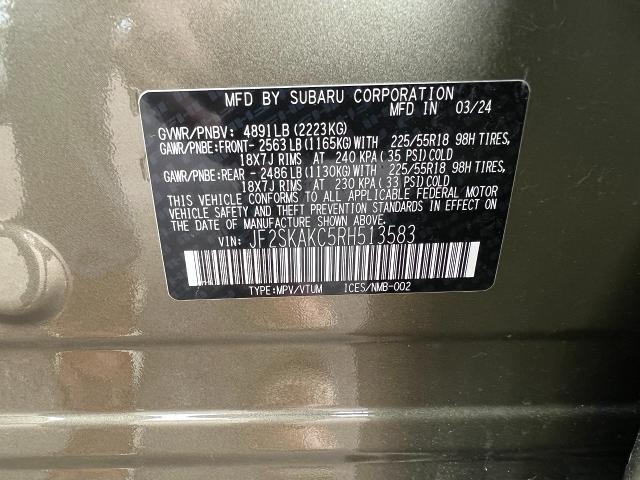 MFD BY SUBARU CORPORATION
MFD IN 03/24
GVWR/PNBV: 4891LB (2223KG)
GAWR/PNBE:FRONT- 2563LB (1165KG)WITH 225/55R18 98H TIRES,
18X7J RIMS AT 240 KPA ( 35 PSI) COLD
GAWR/PNBE:REAR - 2486LB (1130KG)WITH 225/55R18 98H TIRES,
18X7J RIMS AT 230 KPA ( 33 PSI) COLD
THIS VEHICLE CONFORMS TO ALL APPLICABLE FEDERAL MOTOR
VEHICLE SAFETY AND THEFT PREVENTION STANDARDS IN EFFECT ON
THE DATE OF MANUFACTURE SHOWN ABOVE.
VIN: JF2SKAKC5RH513583
TYPE:MPV/VTUM ICES/NMB-002